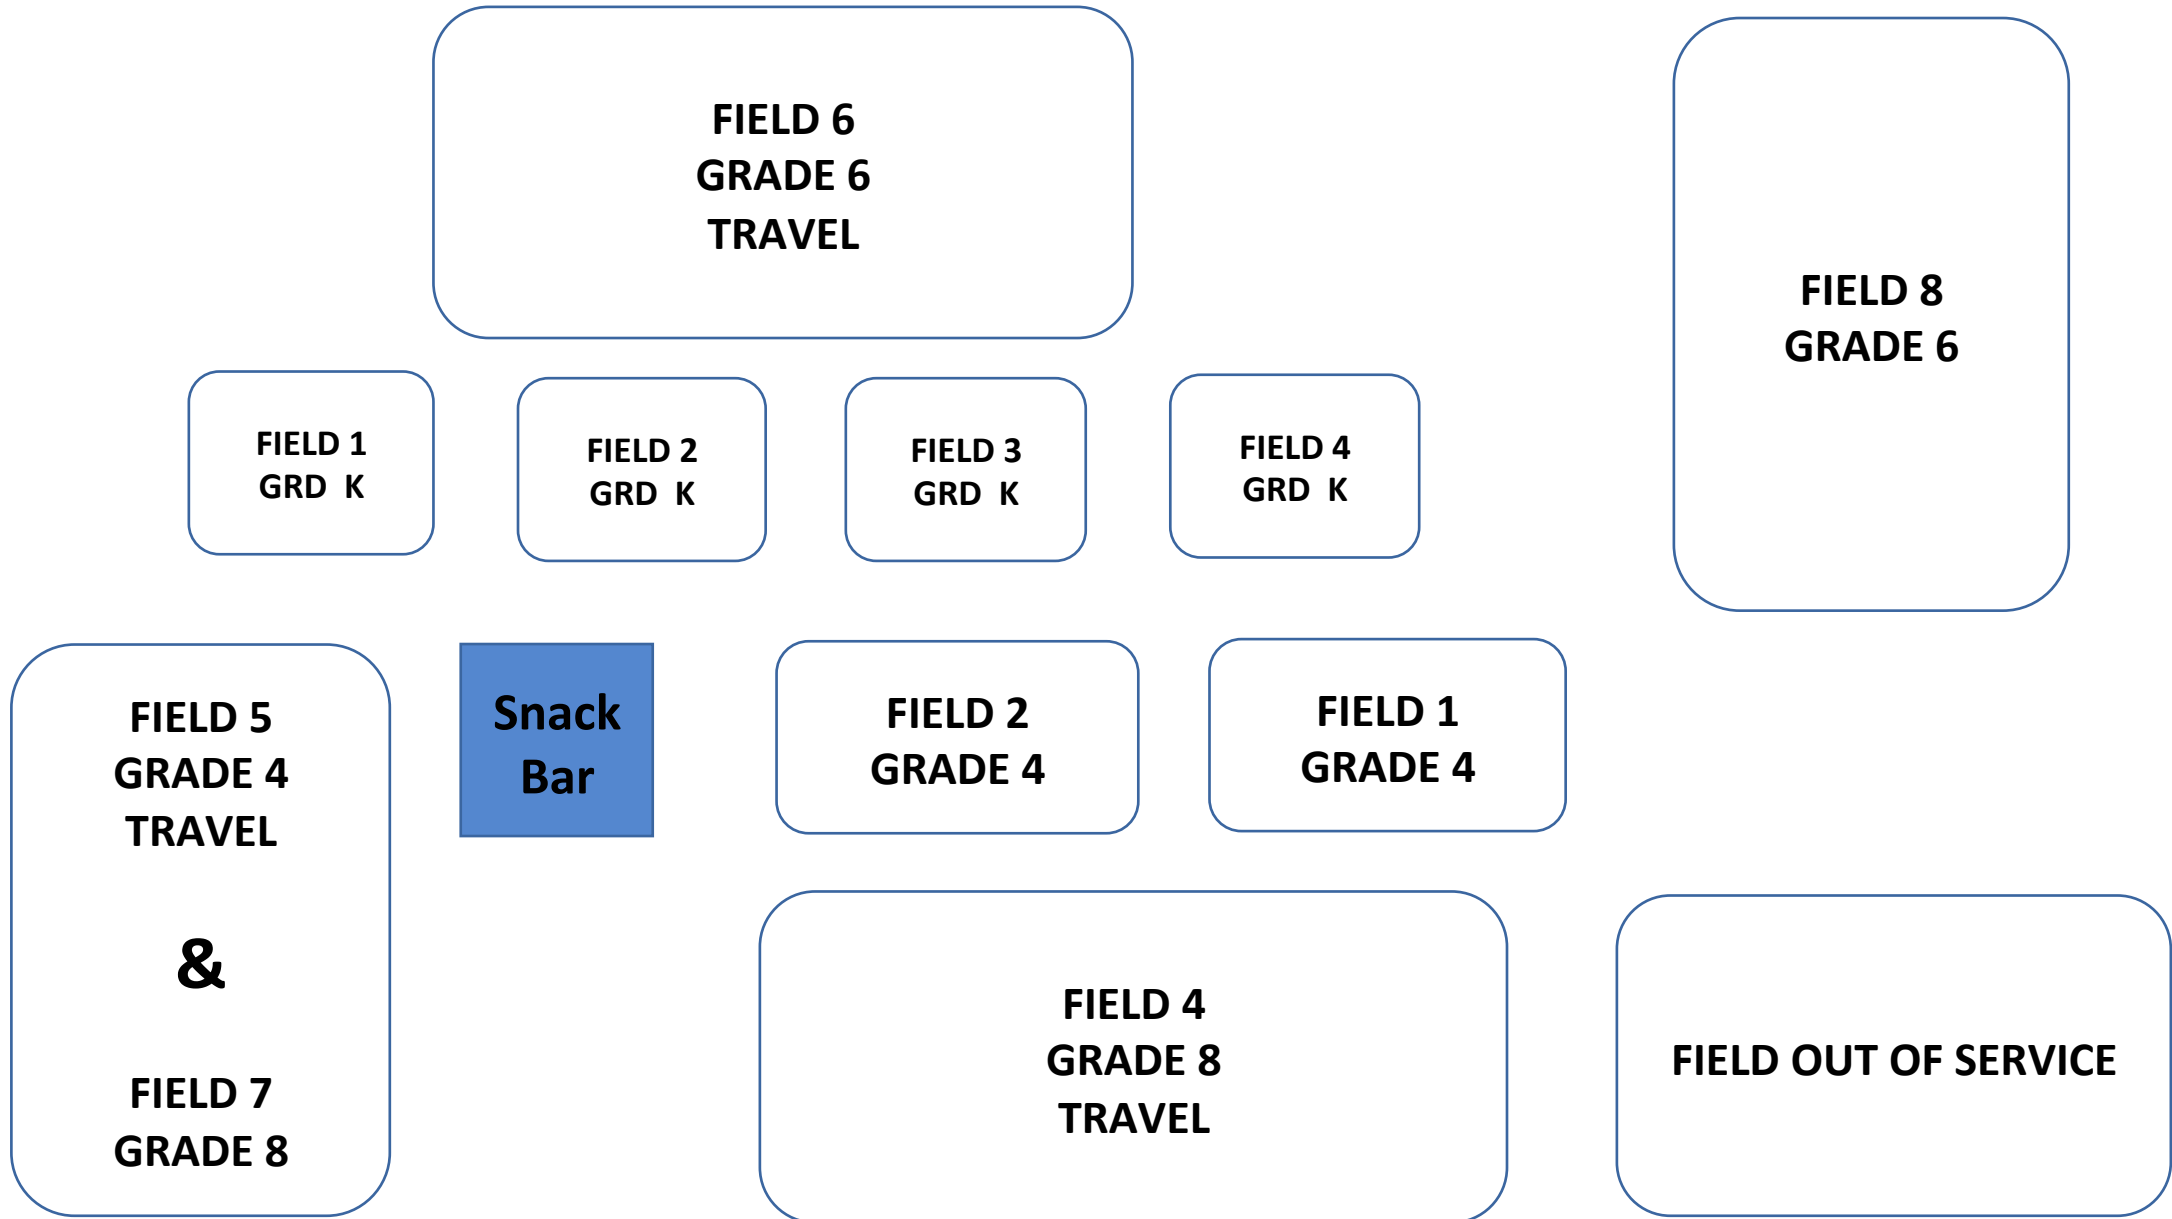 FIELD 6
GRADE 6
TRAVEL
FIELD 8
GRADE 6
FIELD 1
GRD  K
FIELD 2
GRD  K
FIELD 3
GRD  K
FIELD 4
GRD  K
FIELD 5
GRADE 4
TRAVEL
&
FIELD 7
GRADE 8
Snack
Bar
FIELD 2
GRADE 4
FIELD 1
GRADE 4
FIELD 4
GRADE 8
TRAVEL
FIELD OUT OF SERVICE